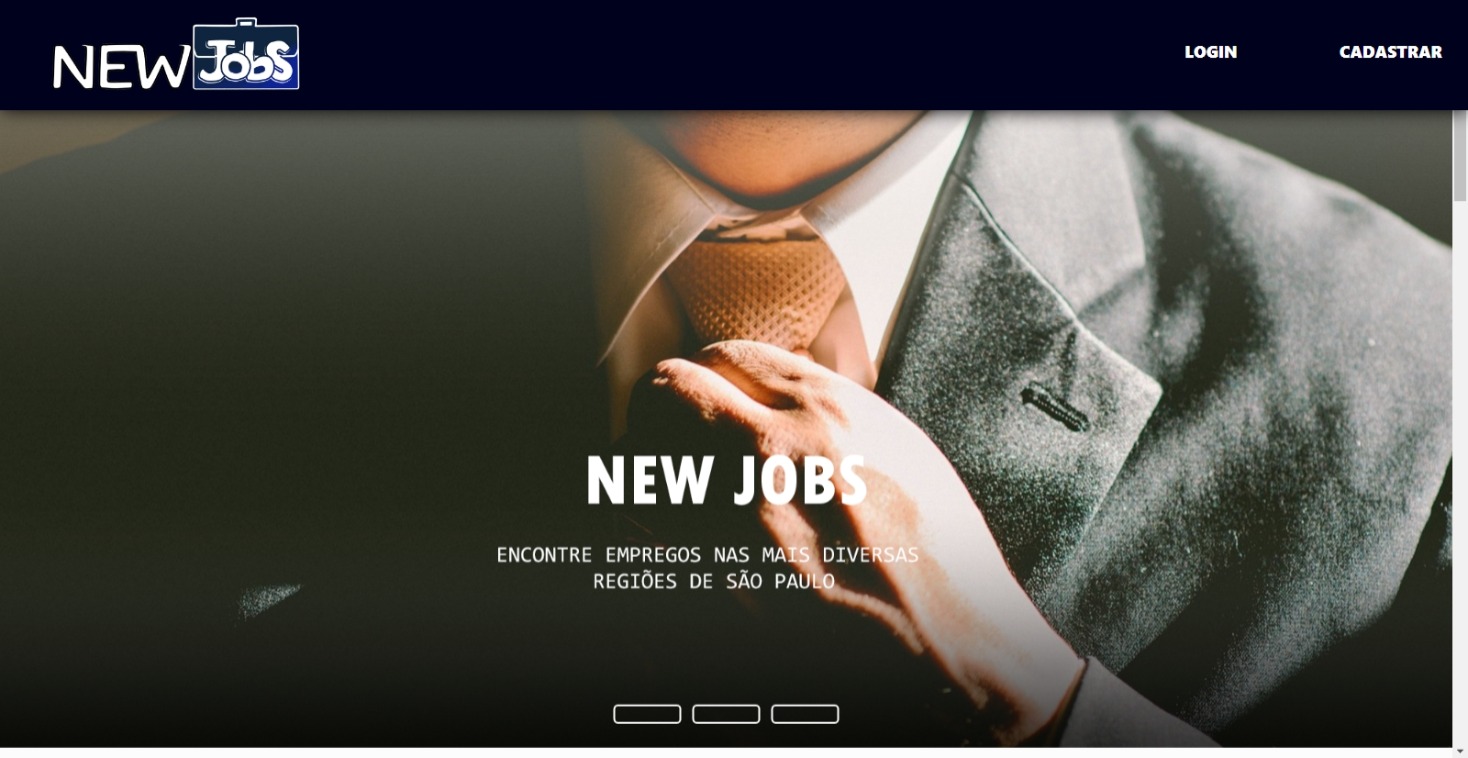 NEW JobS
LOGIN
CADASTRAR
NEW JOBS
ENCONTRE EMPREGOS NAS MAIS DIVERSAS
REGIÕES DE SÃO PAULO